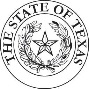 THE STATE OF TEXAS